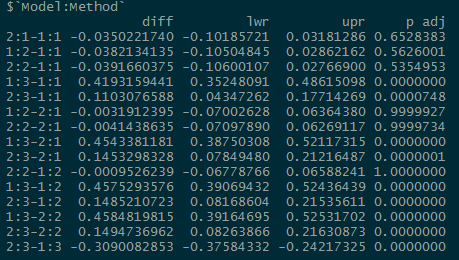 $`Model:Method`
diff lwr upr p adj
2:1-1:1 -0.0350221740 -0.10185721 0.03181286 0.6528383
1:2-1:1 -0.0382134135 -0.10504845 0.02862162 0.5626001
2:2-1:1 -0.0391660375 -0.10600107 0.02766900 0.5354953
1:3-1:1 0.4193159441 0.35248091 0.48615098 0.0000000
2:3-1:1 0.1103076588 0.04347262 0.17714269 0.0000748
1:2-2:1 -0.0031912395 -0.07002628 0.06364380 0.9999927
2:2-2:1 -0.0041438635 -0.07097890 0.06269117 0.9999734
1:3-2:1 0.4543381181 0.38750308 0.52117315 0.0000000
2:3-2:1 0.1453298328 0.07849480 0.21216487 0.0000001
2:2-1:2 -0.0009526239 -0.06778766 0.06588241 1.0000000
1:3-1:2 0.4575293576 0.39069432 0.52436439 0.0000000
2:3-1:2 0.1485210723 0.08168604 0.21535611 0.0000000
1:3-2:2 0.4584819815 0.39164695 0.52531702 0.0000000
2:3-2:2 0.1494736962 0.08263866 0.21630873 0.0000000
2:3-1:3 -0.3090082853 -0.37584332 -0.24217325 0.0000000